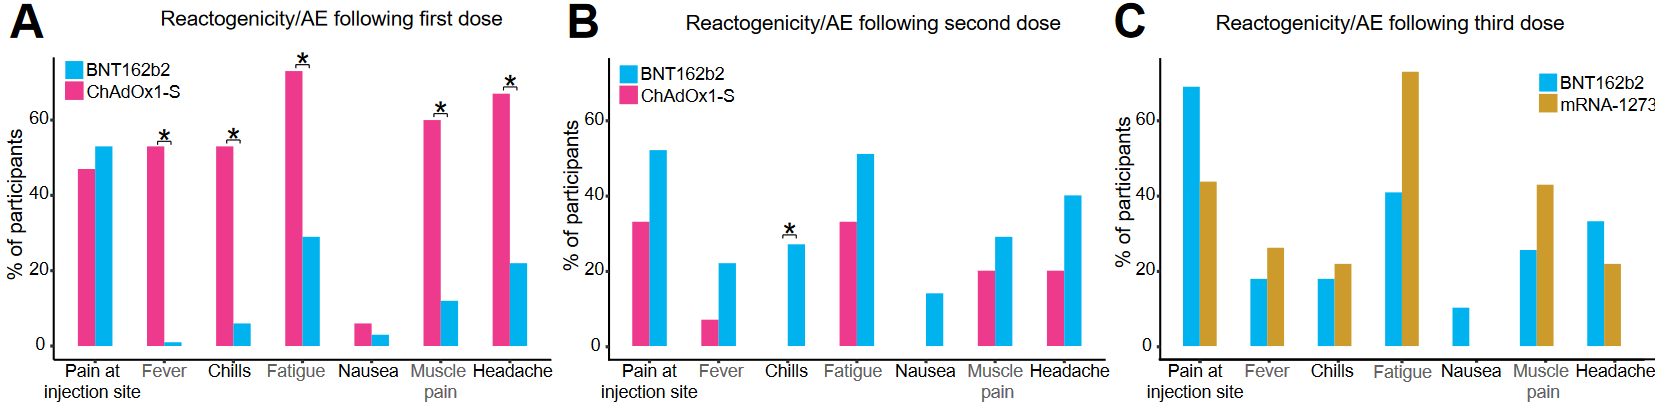 A
Reactogenicity/AE following first dose
BNT162b2
ChAdOx1-S
% of participants
60
40
20
0
*
*
*
*
*
Pain at
injection site
Fever
Chills
Fatigue
Nausea
Muscle
pain
Headache
B
Reactogenicity/AE following second dose
BNT162b2
ChAdOx1-S
% of participants
60
40
20
0
*
Pain at
injection site
Fever
Chills
Fatigue
Nausea
Muscle
pain
Headache
C
Reactogenicity/AE following third dose
BNT162b2
mRNA-1273
% of participants
60
40
20
0
Pain at
injection site
Fever
Chills
Fatigue
Nausea
Muscle
pain
Headache